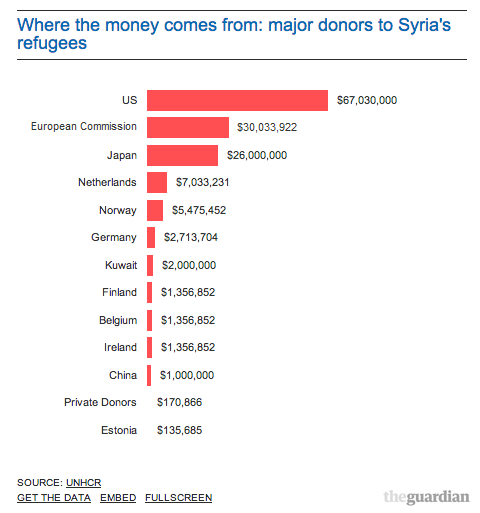 Where the money comes from: major donors to Syria's
refugees
US $67,030,000
European Commission $30,033,922
Japan $26,000,000
Netherlands $7,033,231
Norway $5,475,452
Germany $2,713,704
Kuwait $2,000,000
Finland $1,356,852
Belgium $1,356,852
Ireland $1,356,852
China $1,000,000
Private Donors $170,866
Estonia $135,685
SOURCE: UNHCR
GET THE DATA EMBED FULLSCREEN
theguardian